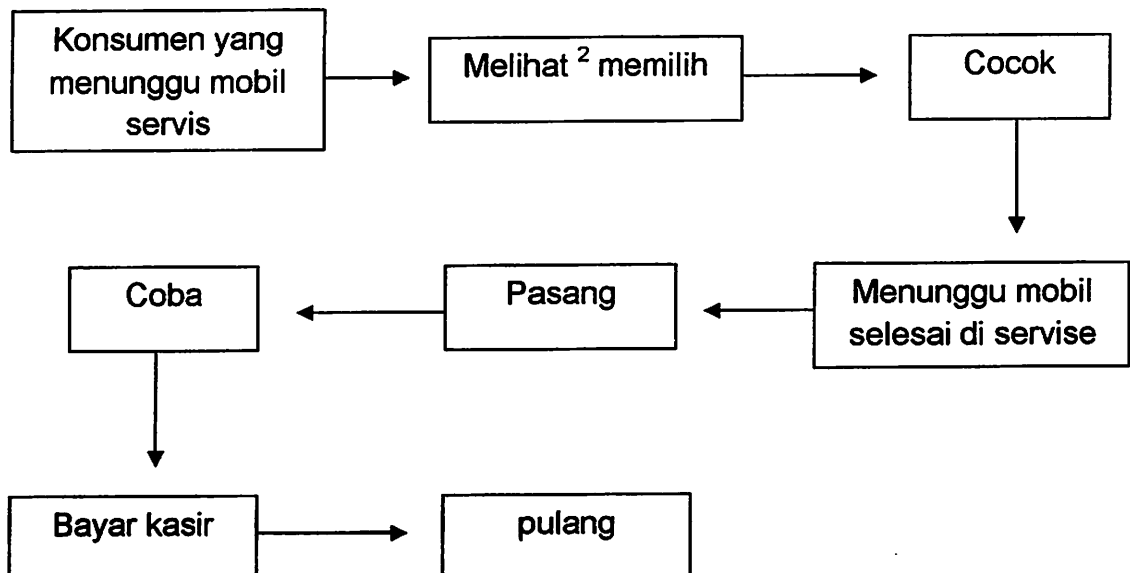 Konsumen yang
menunggu mobil
servis
Melihat ² memilih
Cocok
Menunggu mobil
selesai di servise
Pasang
Coba
Bayar kasir
pulang